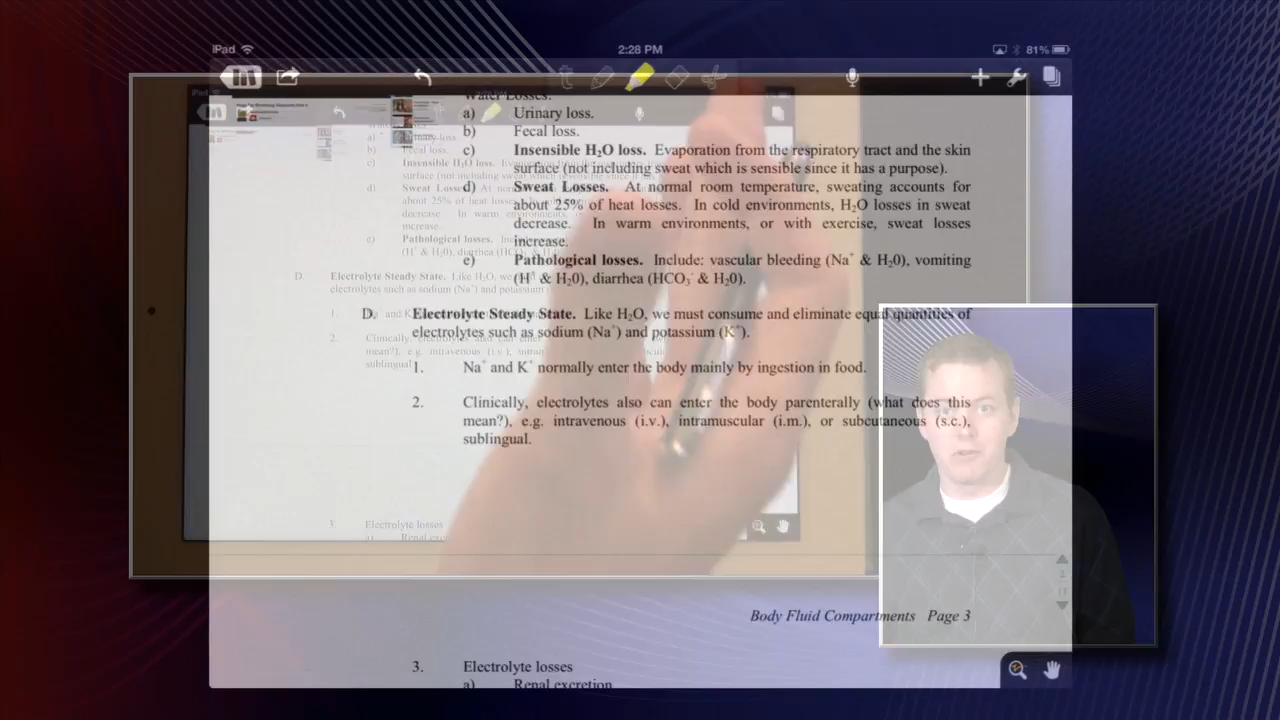 iPad 2:28 PM 81%
Water Losses:
a) Urinary loss.
b) Fecal loss.
c) Insensible H₂O loss. Evaporation from the respiratory tract and the skin
surface (not including sweat which is sensible since it has a purpose).
d) Sweat Losses. At normal room temperature, sweating accounts for
about 25% of heat losses. In cold environments, H₂O losses in sweat
decrease. In warm environments, or with exercise, sweat losses
increase.
e) Pathological losses. Include: vascular bleeding (Na⁺ & H₂0), vomiting
(H⁺ & H₂0), diarrhea (HCO₃⁻ & H₂0).
D. Electrolyte Steady State. Like H₂O, we must consume and eliminate equal quantities of
electrolytes such as sodium (Na⁺) and potassium (K⁺).
1. Na⁺ and K⁺ normally enter the body mainly by ingestion in food.
2. Clinically, electrolytes also can enter the body parenterally (what does this
mean?), e.g. intravenous (i.v.), intramuscular (i.m.), or subcutaneous (s.c.),
sublingual.
Body Fluid Compartments Page 3
3. Electrolyte losses
a) Renal excretion